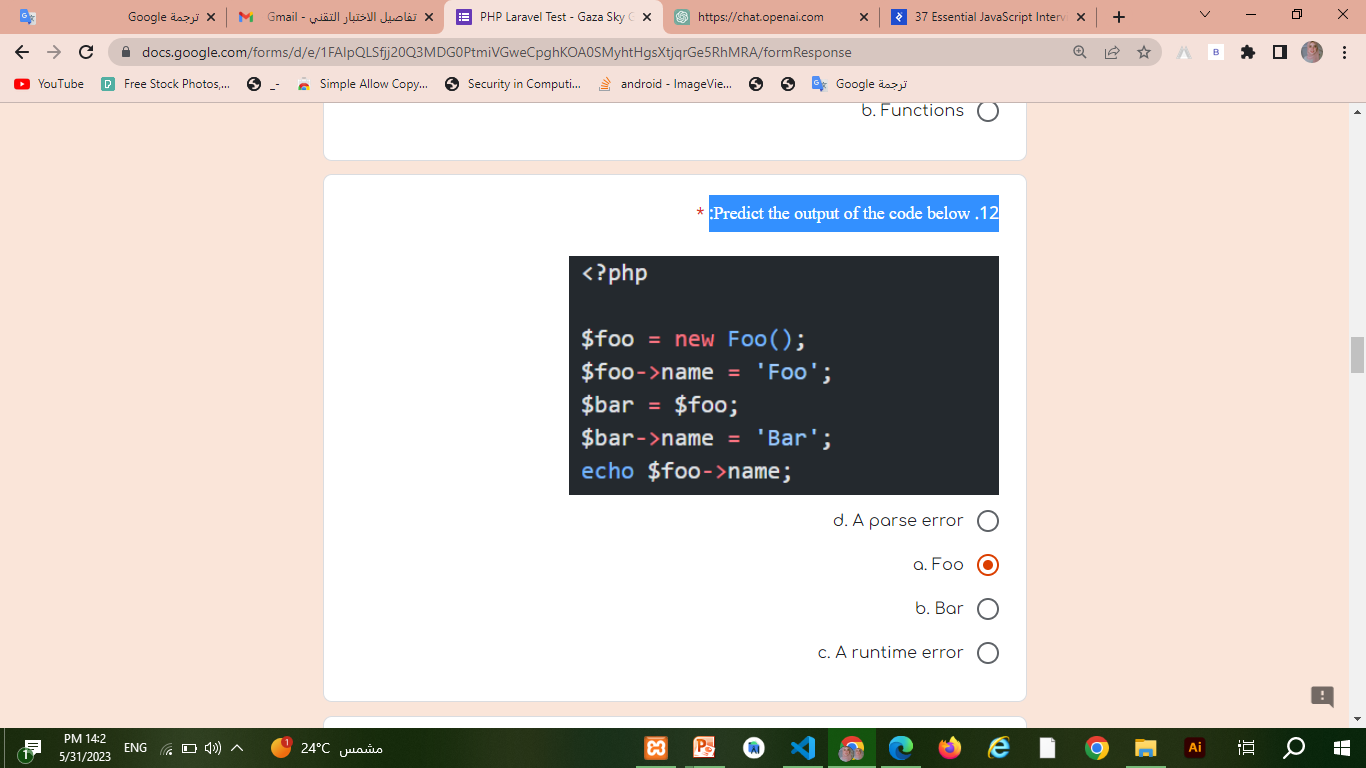 Google ترجمة
Gmail - تفاصيل الاختبار التقني
PHP Laravel Test - Gaza Sky
https://chat.openai.com
37 Essential JavaScript Interv
docs.google.com/forms/d/e/1FAIpQLSfjj20Q3MDG0PtmiVGweCpghKOA0SMyhtHgsXtjqrGe5RhMRA/formResponse
YouTube
Free Stock Photos,...
_-
Simple Allow Copy...
Security in Computi...
android - ImageVie...
Google ترجمة
b. Functions
* :Predict the output of the code below .12
<?php
$foo = new Foo();
$foo->name = 'Foo';
$bar = $foo;
$bar->name = 'Bar';
echo $foo->name;
d. A parse error
a. Foo
b. Bar
c. A runtime error
PM 14:2
5/31/2023
ENG
24°C مشمس
Ai